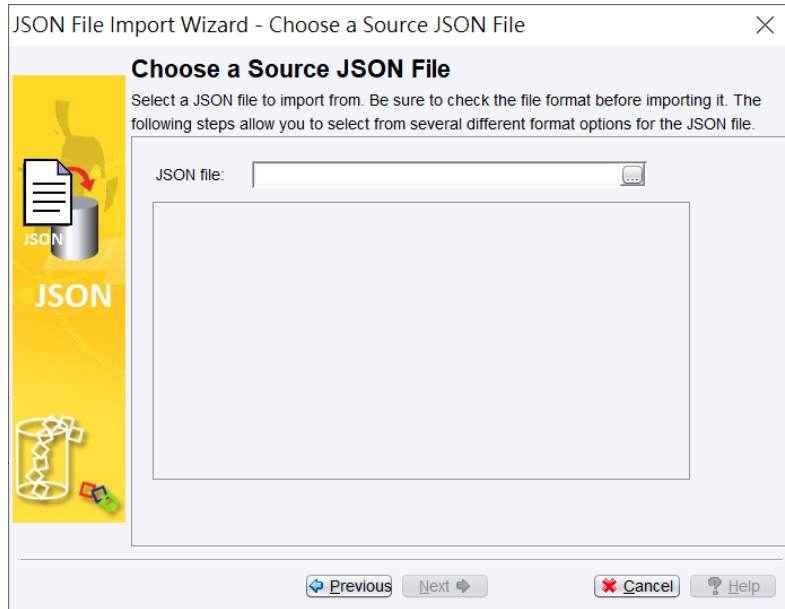 JSON File Import Wizard - Choose a Source JSON File
Choose a Source JSON File
Select a JSON file to import from. Be sure to check the file format before importing it. The
following steps allow you to select from several different format options for the JSON file.
JSON file:
...
JSON
JSON
Previous Next Cancel Help